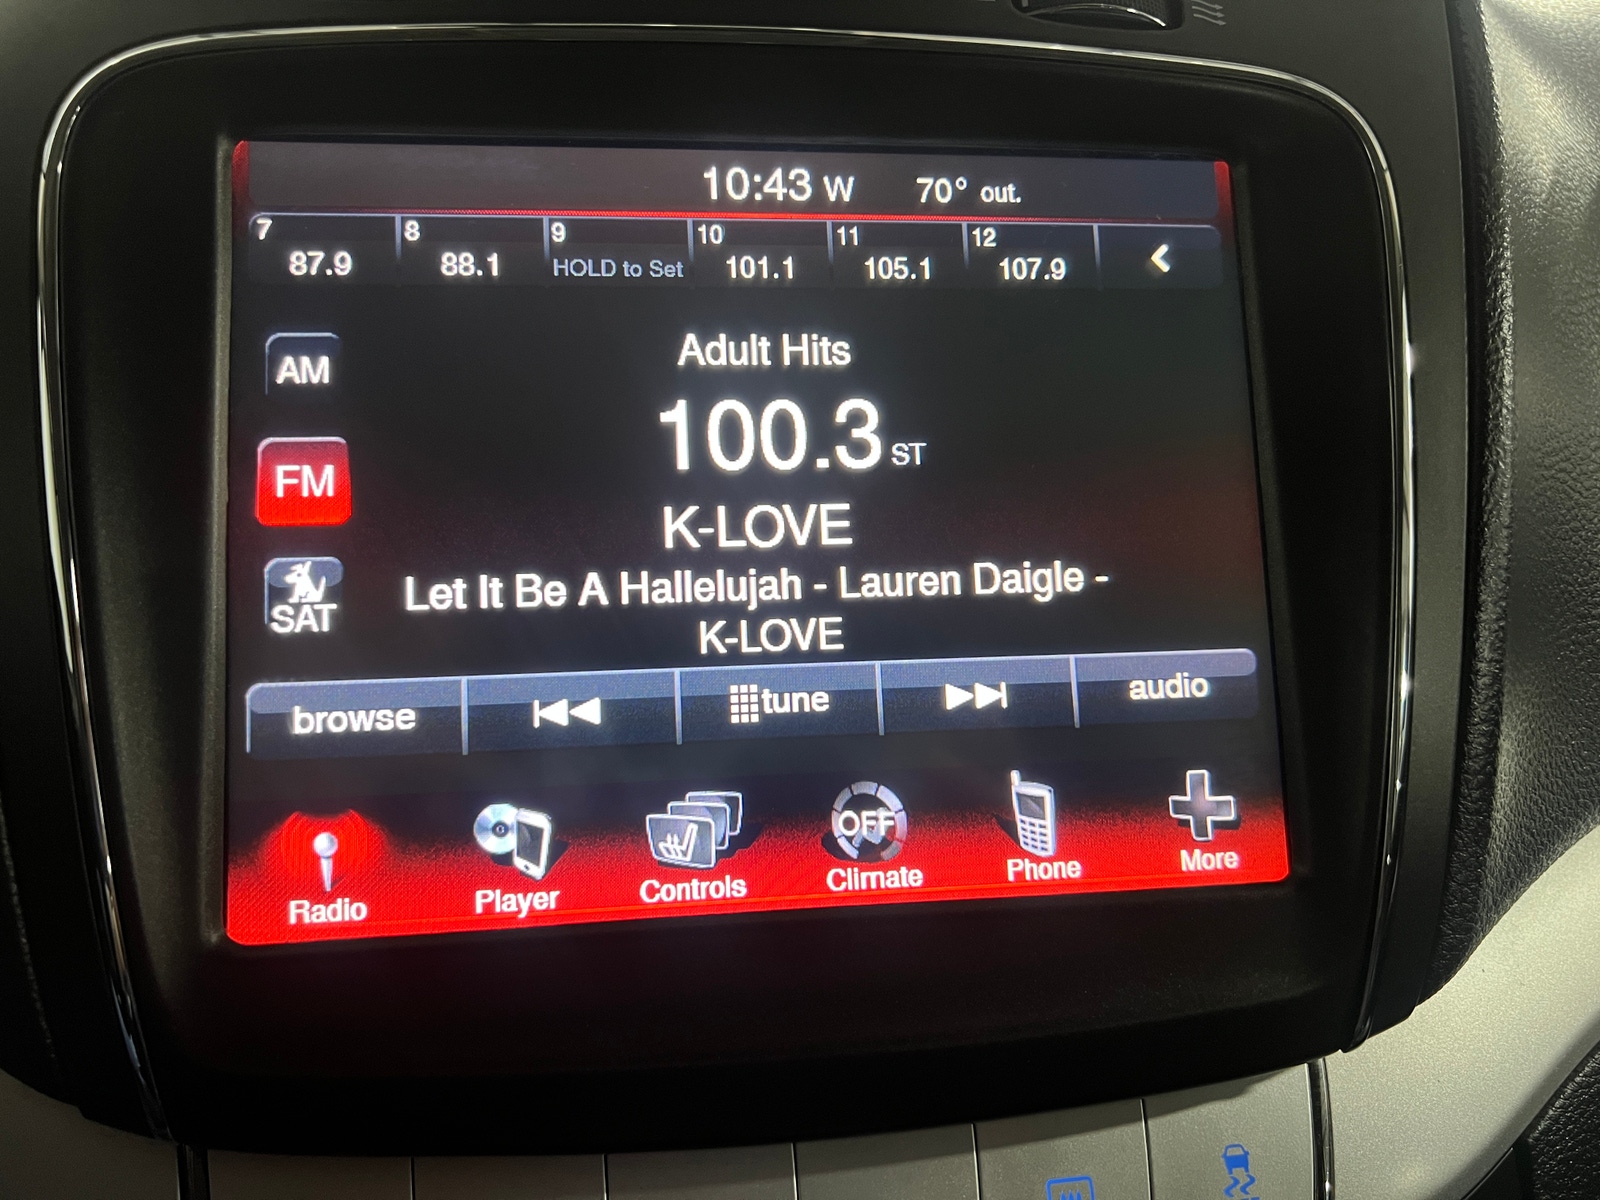 10:43 W 70° out.
7 8 9 10 11 12
87.9 88.1 HOLD to Set 101.1 105.1 107.9
Adult Hits
AM
100.3 ST
FM
K-LOVE
Let It Be A Hallelujah - Lauren Daigle -
SAT
K-LOVE
browse tune audio
OFF
Radio Player Controls Climate Phone More